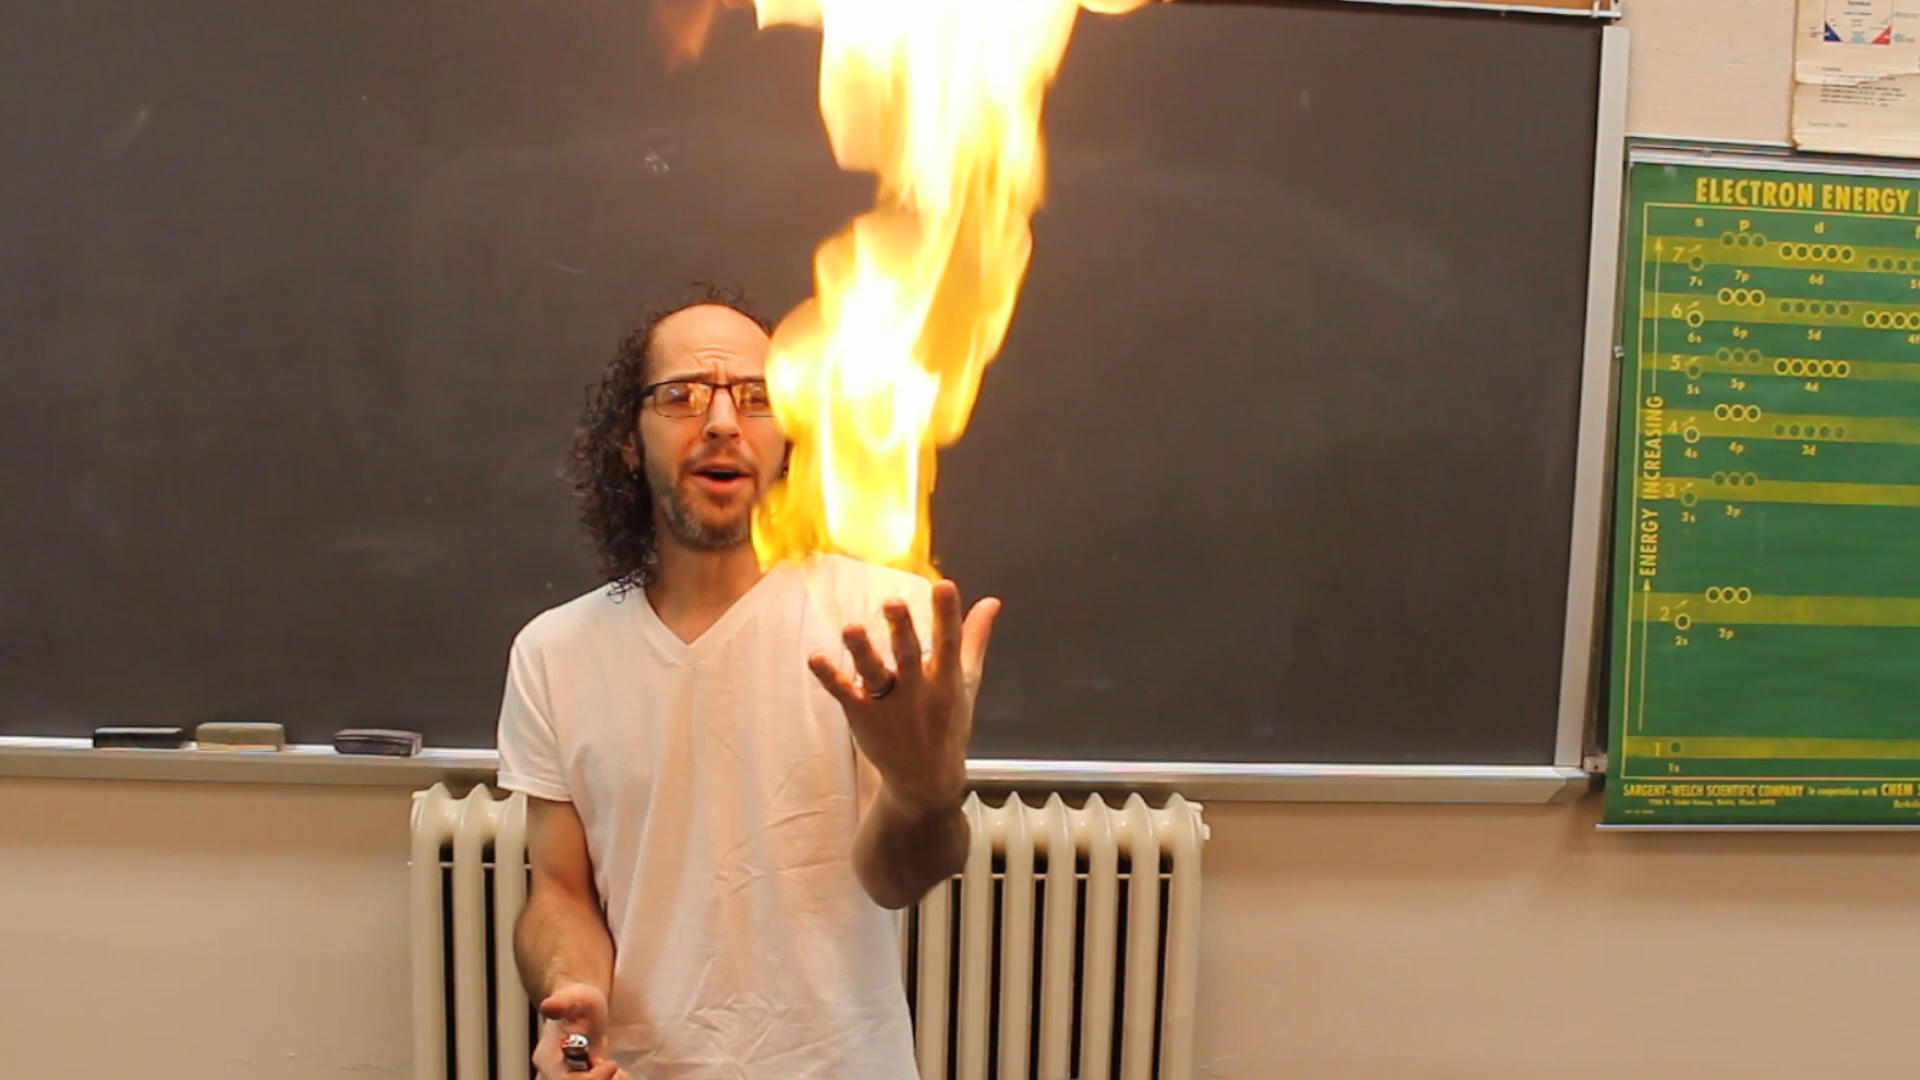 ELECTRON ENERGY
s p d
7 7s 7p 6d
6 6s 6p 5d 4f
5 5s 5p 4d
4 4s 4p 3d
3 3s 3p
2 2s 2p
1 1s
ENERGY INCREASING
SARGENT-WELCH SCIENTIFIC COMPANY in cooperation with CHEM